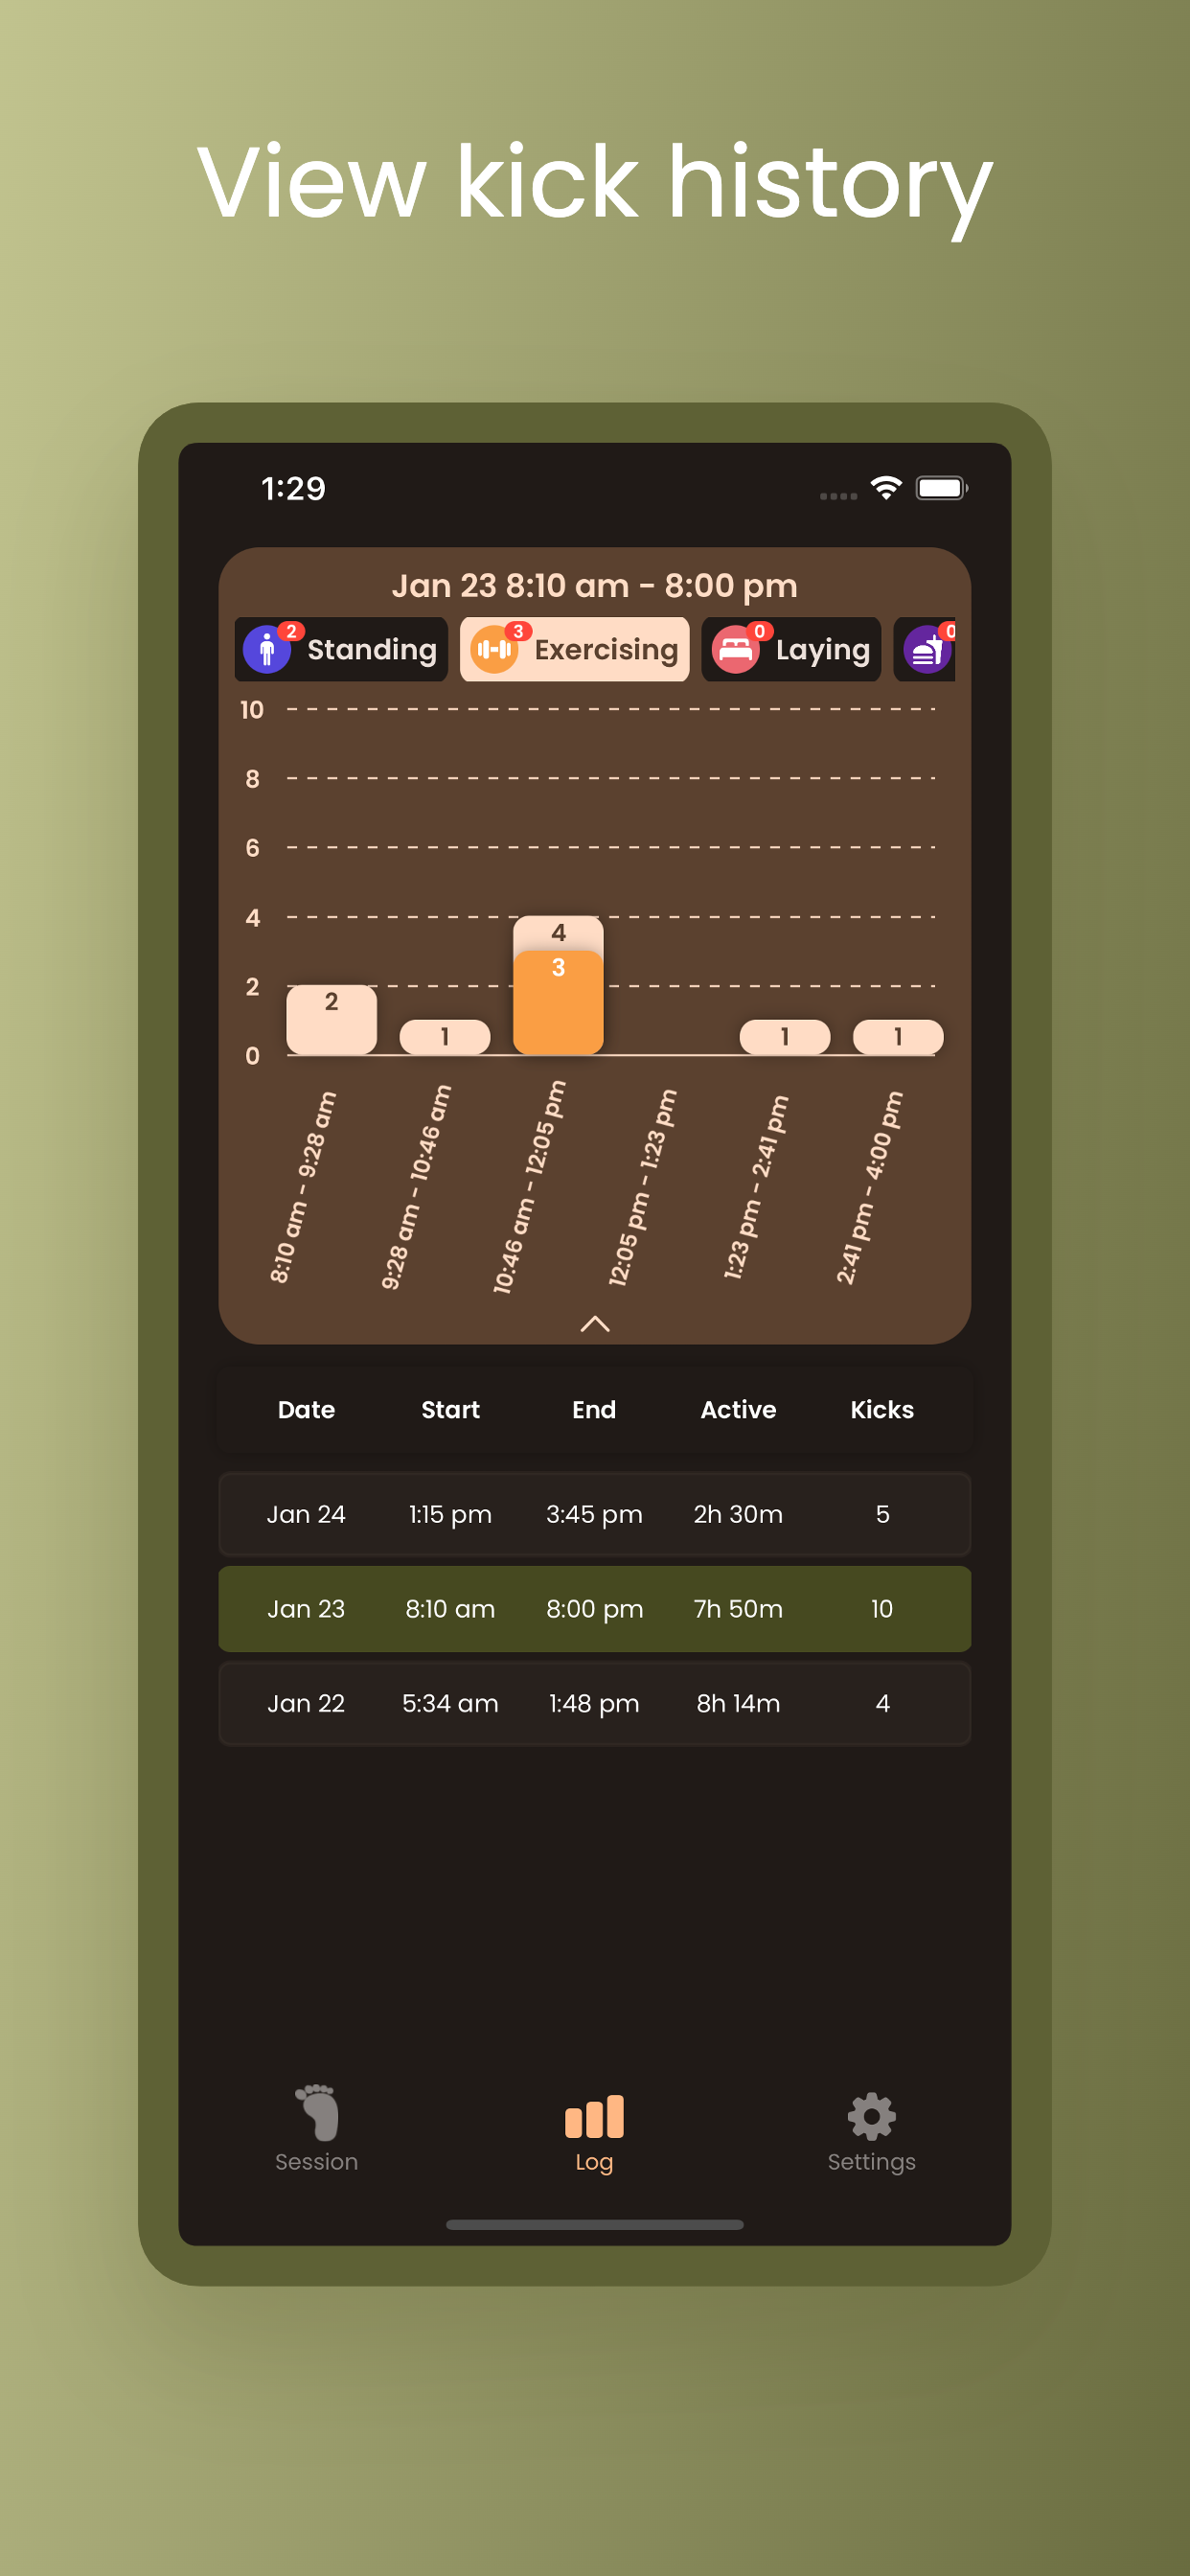 View kick history
1:29
Jan 23 8:10 am - 8:00 pm
2 Standing 3 Exercising 0 Laying 0
10
8
6
4
2
0
2
1
4
3
1
1
8:10 am - 9:28 am
9:28 am - 10:46 am
10:46 am - 12:05 pm
12:05 pm - 1:23 pm
1:23 pm - 2:41 pm
2:41 pm - 4:00 pm
Date Start End Active Kicks
Jan 24 1:15 pm 3:45 pm 2h 30m 5
Jan 23 8:10 am 8:00 pm 7h 50m 10
Jan 22 5:34 am 1:48 pm 8h 14m 4
Session Log Settings